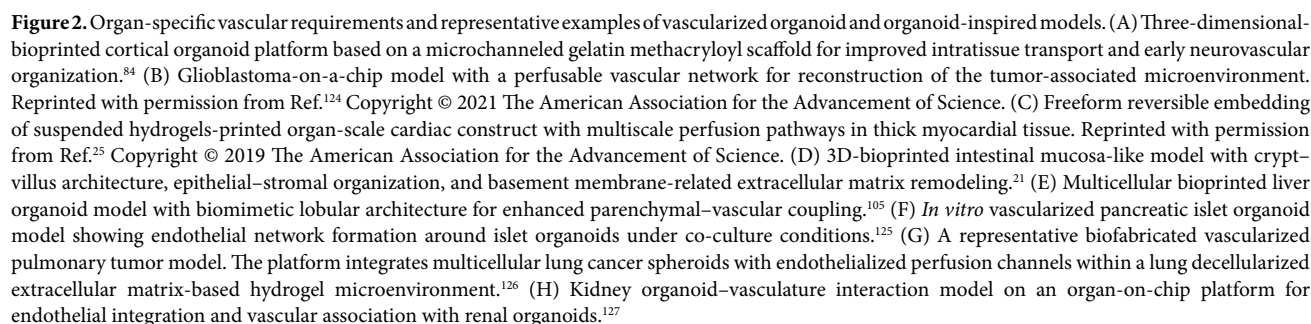 Figure 2. Organ-specific vascular requirements and representative examples of vascularized organoid and organoid-inspired models. (A) Three-dimensional-
bioprinted cortical organoid platform based on a microchanneled gelatin methacryloyl scaffold for improved intratissue transport and early neurovascular
organization.⁸⁴ (B) Glioblastoma-on-a-chip model with a perfusable vascular network for reconstruction of the tumor-associated microenvironment.
Reprinted with permission from Ref.¹²⁴ Copyright © 2021 The American Association for the Advancement of Science. (C) Freeform reversible embedding
of suspended hydrogels-printed organ-scale cardiac construct with multiscale perfusion pathways in thick myocardial tissue. Reprinted with permission
from Ref.²⁵ Copyright © 2019 The American Association for the Advancement of Science. (D) 3D-bioprinted intestinal mucosa-like model with crypt–
villus architecture, epithelial–stromal organization, and basement membrane-related extracellular matrix remodeling.²¹ (E) Multicellular bioprinted liver
organoid model with biomimetic lobular architecture for enhanced parenchymal–vascular coupling.¹⁰⁵ (F) In vitro vascularized pancreatic islet organoid
model showing endothelial network formation around islet organoids under co-culture conditions.¹²⁵ (G) A representative biofabricated vascularized
pulmonary tumor model. The platform integrates multicellular lung cancer spheroids with endothelialized perfusion channels within a lung decellularized
extracellular matrix-based hydrogel microenvironment.¹²⁶ (H) Kidney organoid–vasculature interaction model on an organ-on-chip platform for
endothelial integration and vascular association with renal organoids.¹²⁷